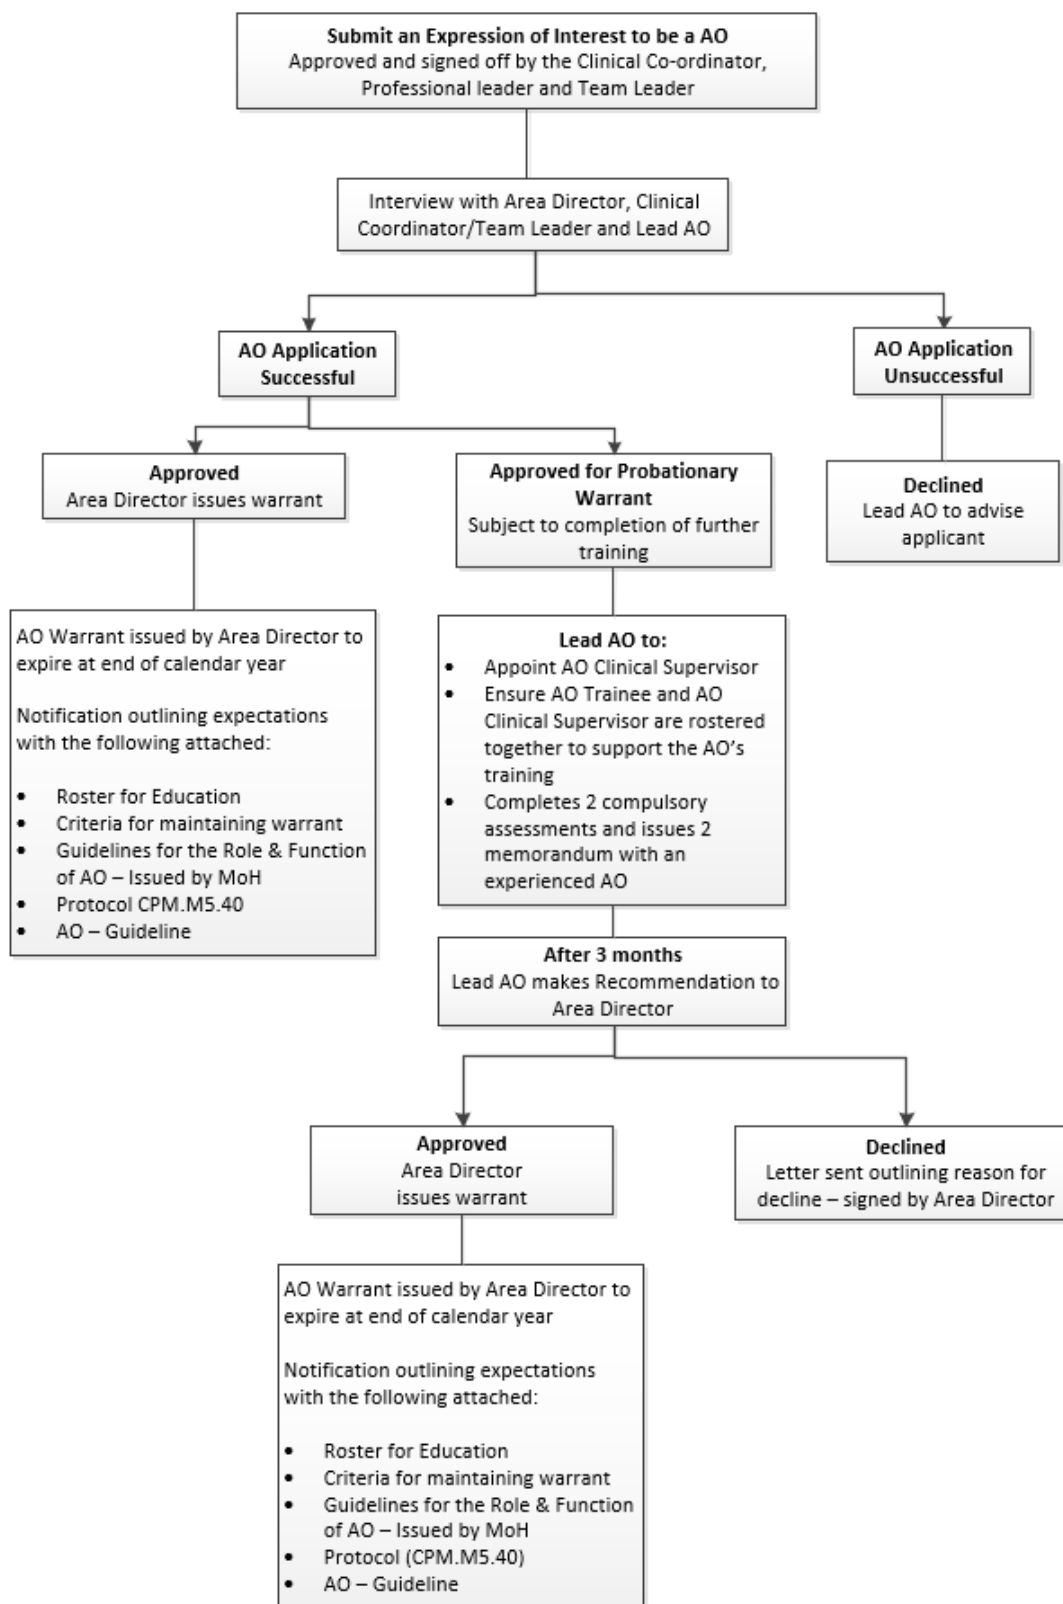 Submit an Expression of Interest to be a AO
Approved and signed off by the Clinical Co-ordinator,
Professional leader and Team Leader
Interview with Area Director, Clinical
Coordinator/Team Leader and Lead AO
AO Application
Successful
AO Application
Unsuccessful
Approved
Area Director issues warrant
Approved for Probationary
Warrant
Subject to completion of further
training
Declined
Lead AO to advise
applicant
AO Warrant issued by Area Director to
expire at end of calendar year
Notification outlining expectations
with the following attached:
• Roster for Education
• Criteria for maintaining warrant
• Guidelines for the Role & Function
of AO – Issued by MoH
• Protocol CPM.M5.40
• AO – Guideline
Lead AO to:
• Appoint AO Clinical Supervisor
• Ensure AO Trainee and AO
Clinical Supervisor are rostered
together to support the AO's
training
• Completes 2 compulsory
assessments and issues 2
memorandum with an
experienced AO
After 3 months
Lead AO makes Recommendation to
Area Director
Approved
Area Director
issues warrant
Declined
Letter sent outlining reason for
decline – signed by Area Director
AO Warrant issued by Area Director to
expire at end of calendar year
Notification outlining expectations
with the following attached:
• Roster for Education
• Criteria for maintaining warrant
• Guidelines for the Role & Function
of AO – Issued by MoH
• Protocol (CPM.M5.40)
• AO – Guideline